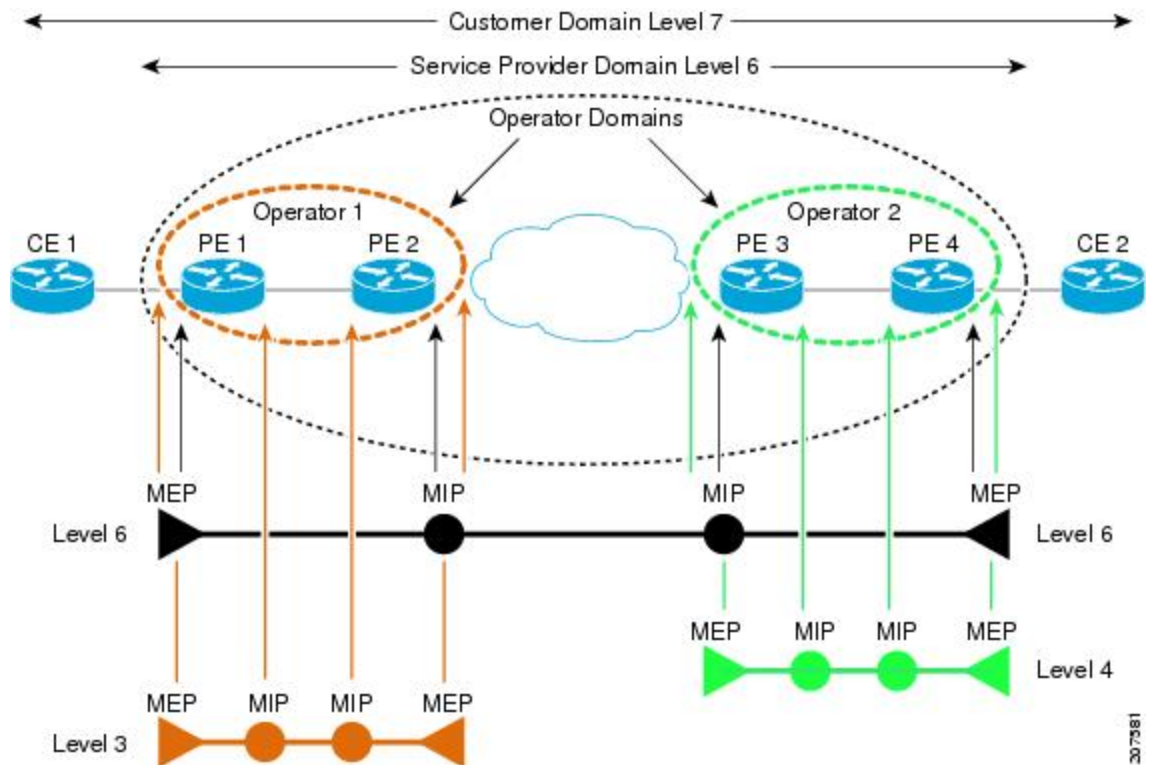 Customer Domain Level 7
Service Provider Domain Level 6
Operator Domains
Operator 1
Operator 2
CE 1
PE 1
PE 2
PE 3
PE 4
CE 2
MEP
MIP
MIP
MEP
Level 6
Level 6
MEP
MIP
MIP
MEP
Level 4
MEP
MIP
MIP
MEP
Level 3
207581